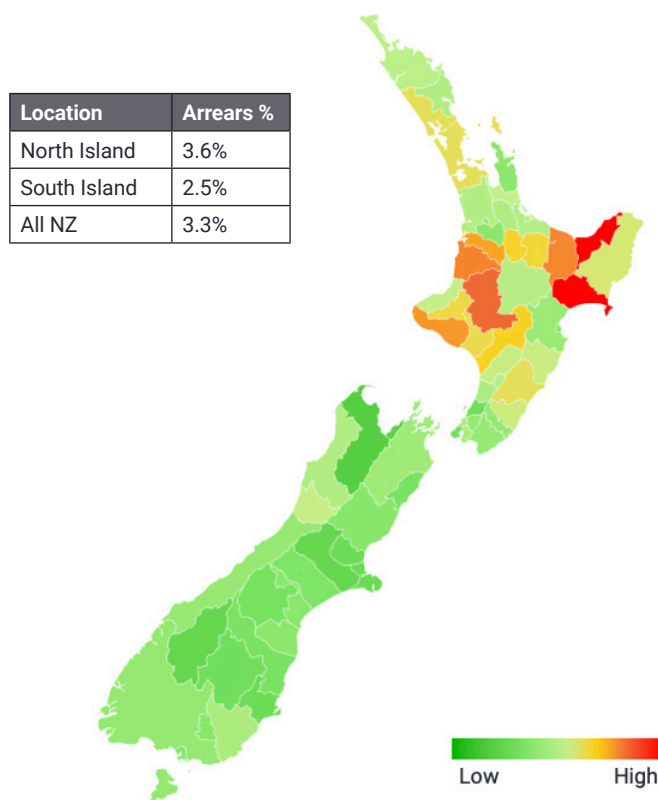 Location Arrears %
North Island 3.6%
South Island 2.5%
All NZ 3.3%
Low High